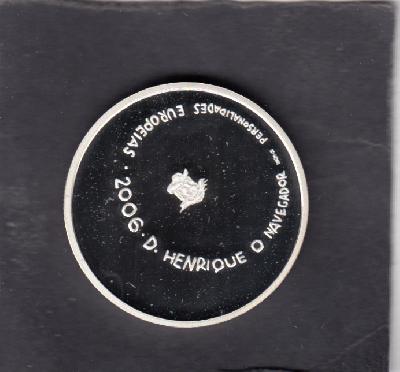 PERSONALIDADES EUROPEIAS · 2006 · D. HENRIQUE O NAVEGADOR